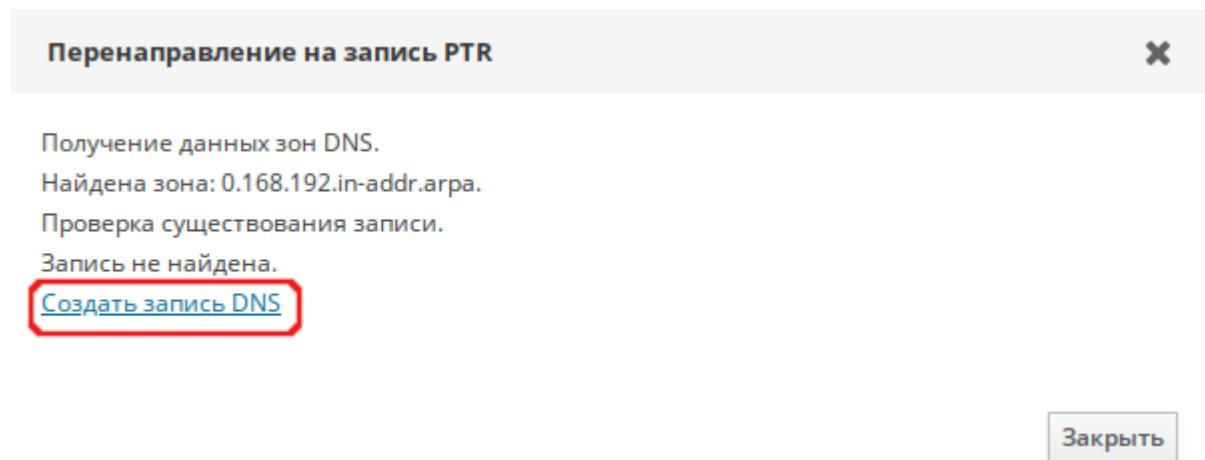 Перенаправление на запись PTR
Получение данных зон DNS.
Найдена зона: 0.168.192.in-addr.arpa.
Проверка существования записи.
Запись не найдена.
Создать запись DNS
Закрыть